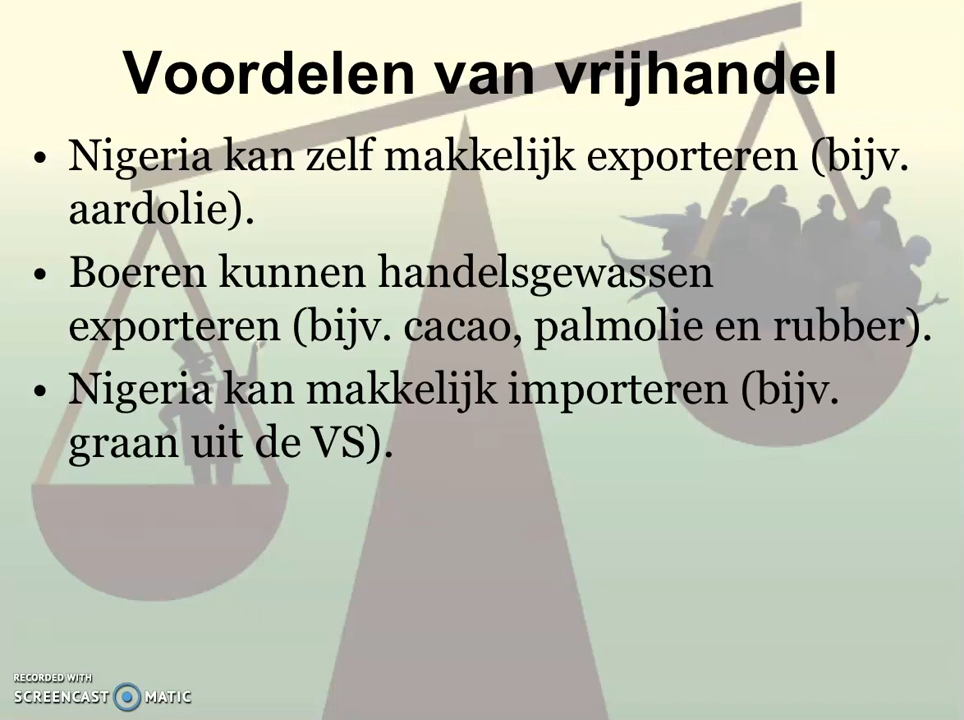 Voordelen van vrijhandel
• Nigeria kan zelf makkelijk exporteren (bijv.
aardolie).
• Boeren kunnen handelsgewassen
exporteren (bijv. cacao, palmolie en rubber).
• Nigeria kan makkelijk importeren (bijv.
graan uit de VS).
RECORDED WITH
SCREENCAST MATIC